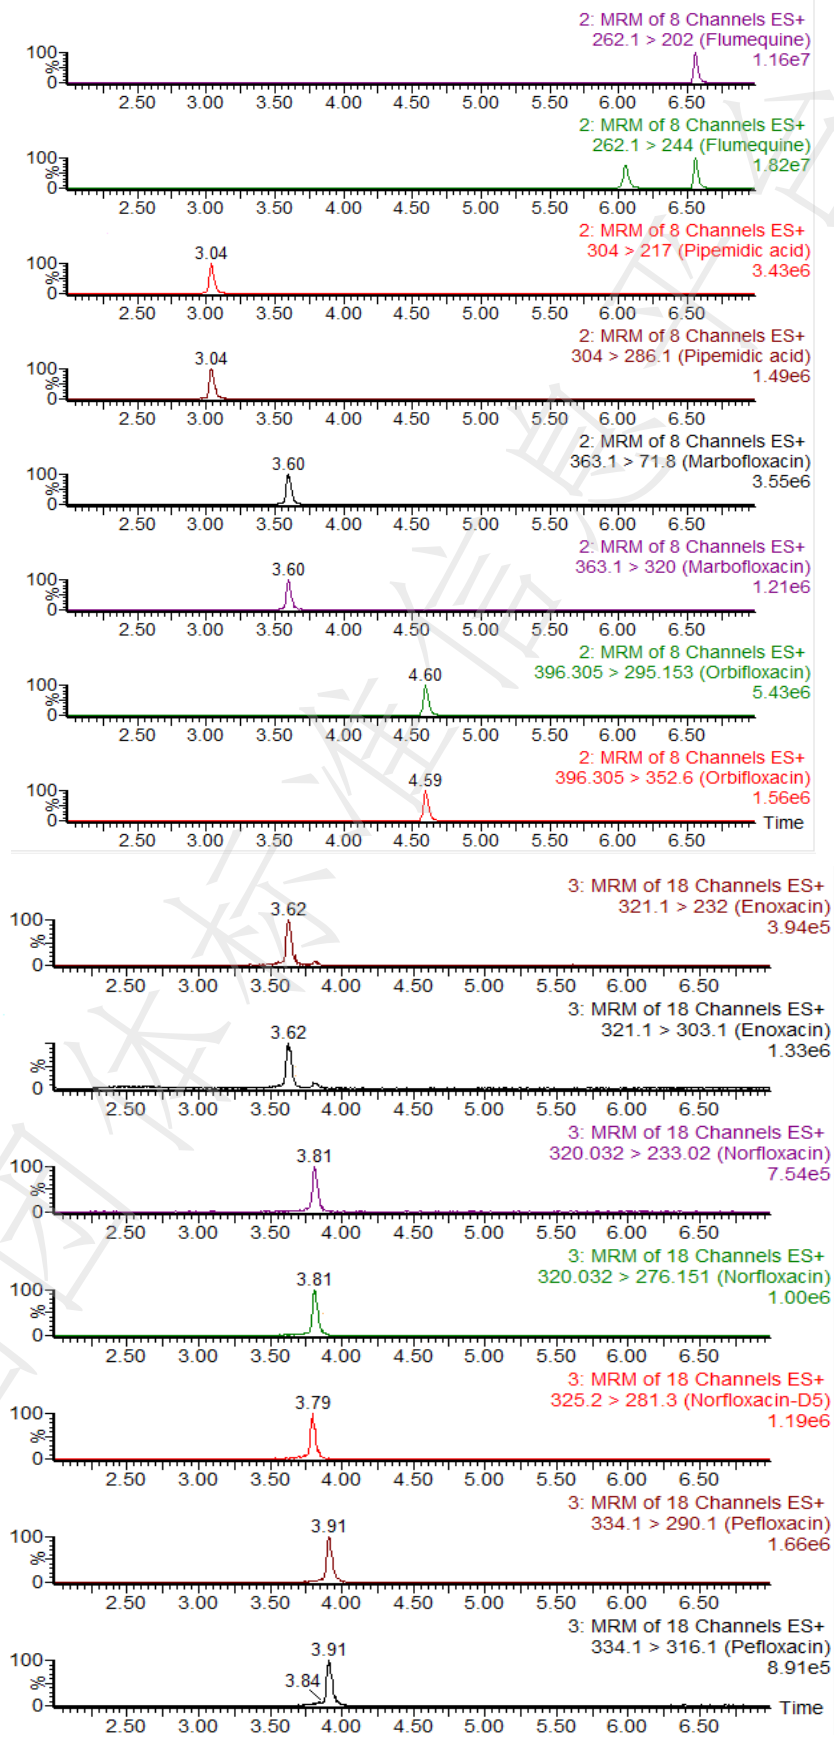 2: MRM of 8 Channels ES+
262.1 > 202 (Flumequine)
1.16e7
100
%
0
2.50 3.00 3.50 4.00 4.50 5.00 5.50 6.00 6.50
2: MRM of 8 Channels ES+
262.1 > 244 (Flumequine)
1.82e7
100
%
0
2.50 3.00 3.50 4.00 4.50 5.00 5.50 6.00 6.50
2: MRM of 8 Channels ES+
304 > 217 (Pipemidic acid)
3.43e6
3.04
100
%
0
2.50 3.00 3.50 4.00 4.50 5.00 5.50 6.00 6.50
2: MRM of 8 Channels ES+
304 > 286.1 (Pipemidic acid)
1.49e6
3.04
100
%
0
2.50 3.00 3.50 4.00 4.50 5.00 5.50 6.00 6.50
2: MRM of 8 Channels ES+
363.1 > 71.8 (Marbofloxacin)
3.55e6
3.60
100
%
0
2.50 3.00 3.50 4.00 4.50 5.00 5.50 6.00 6.50
2: MRM of 8 Channels ES+
363.1 > 320 (Marbofloxacin)
1.21e6
3.60
100
%
0
2.50 3.00 3.50 4.00 4.50 5.00 5.50 6.00 6.50
2: MRM of 8 Channels ES+
396.305 > 295.153 (Orbifloxacin)
5.43e6
4.60
100
%
0
2.50 3.00 3.50 4.00 4.50 5.00 5.50 6.00 6.50
2: MRM of 8 Channels ES+
396.305 > 352.6 (Orbifloxacin)
1.56e6
4.59
100
%
0
Time
2.50 3.00 3.50 4.00 4.50 5.00 5.50 6.00 6.50
3: MRM of 18 Channels ES+
321.1 > 232 (Enoxacin)
3.94e5
3.62
100
%
0
2.50 3.00 3.50 4.00 4.50 5.00 5.50 6.00 6.50
3: MRM of 18 Channels ES+
321.1 > 303.1 (Enoxacin)
1.33e6
3.62
%
0
2.50 3.00 3.50 4.00 4.50 5.00 5.50 6.00 6.50
3: MRM of 18 Channels ES+
320.032 > 233.02 (Norfloxacin)
7.54e5
3.81
100
%
0
2.50 3.00 3.50 4.00 4.50 5.00 5.50 6.00 6.50
3: MRM of 18 Channels ES+
320.032 > 276.151 (Norfloxacin)
1.00e6
3.81
100
%
0
2.50 3.00 3.50 4.00 4.50 5.00 5.50 6.00 6.50
3: MRM of 18 Channels ES+
325.2 > 281.3 (Norfloxacin-D5)
1.19e6
3.79
100
%
0
2.50 3.00 3.50 4.00 4.50 5.00 5.50 6.00 6.50
3: MRM of 18 Channels ES+
334.1 > 290.1 (Pefloxacin)
1.66e6
3.91
100
%
0
2.50 3.00 3.50 4.00 4.50 5.00 5.50 6.00 6.50
3: MRM of 18 Channels ES+
334.1 > 316.1 (Pefloxacin)
8.91e5
3.91
3.84
100
%
0
Time
2.50 3.00 3.50 4.00 4.50 5.00 5.50 6.00 6.50
团体标准信息平台